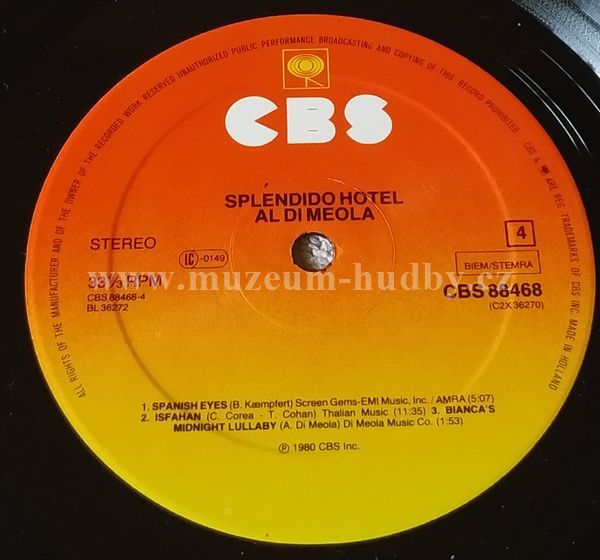 ALL RIGHTS OF THE MANUFACTURER AND OF THE OWNER OF THE RECORDED WORK RESERVED UNAUTHORIZED PUBLIC PERFORMANCE BROADCASTING AND COPYING OF THIS RECORD PROHIBITED CBS & ARE REG. TRADEMARKS OF CBS INC. MADE IN HOLLAND
CBS
SPLÉNDIDO HOTEL
AL DI MEOLA
STEREO
LC -0149
4
BIEM/STEMRA
www.muzeum-hudby.cz
33⅓ RPM
CBS 88468
CBS 88468-4
(C2X 36270)
BL 36272
1. SPANISH EYES (B. Kæmpfert) Screen Gems-EMI Music, Inc./AMRA (5:07)
2. ISFAHAN (C. Corea - T. Cohan) Thalian Music (11:35) 3. BIANCA'S
MIDNIGHT LULLABY (A. Di Meola) Di Meola Music Co. (1:53)
℗ 1980 CBS Inc.